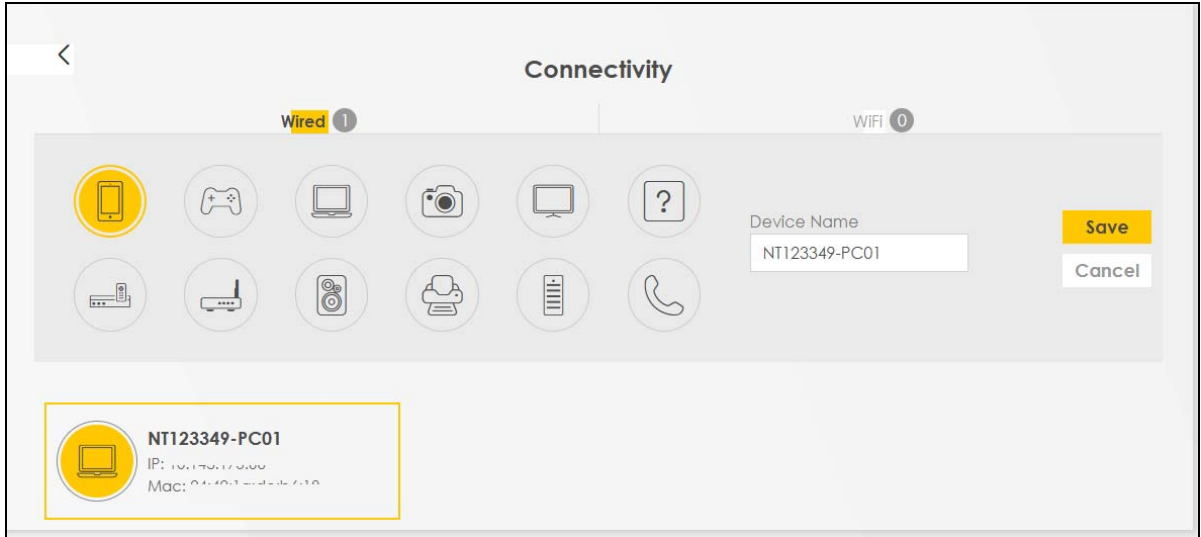 Connectivity
Wired 1
WiFi 0
?
Device Name
NT123349-PC01
Save
Cancel
NT123349-PC01
IP:
Mac: